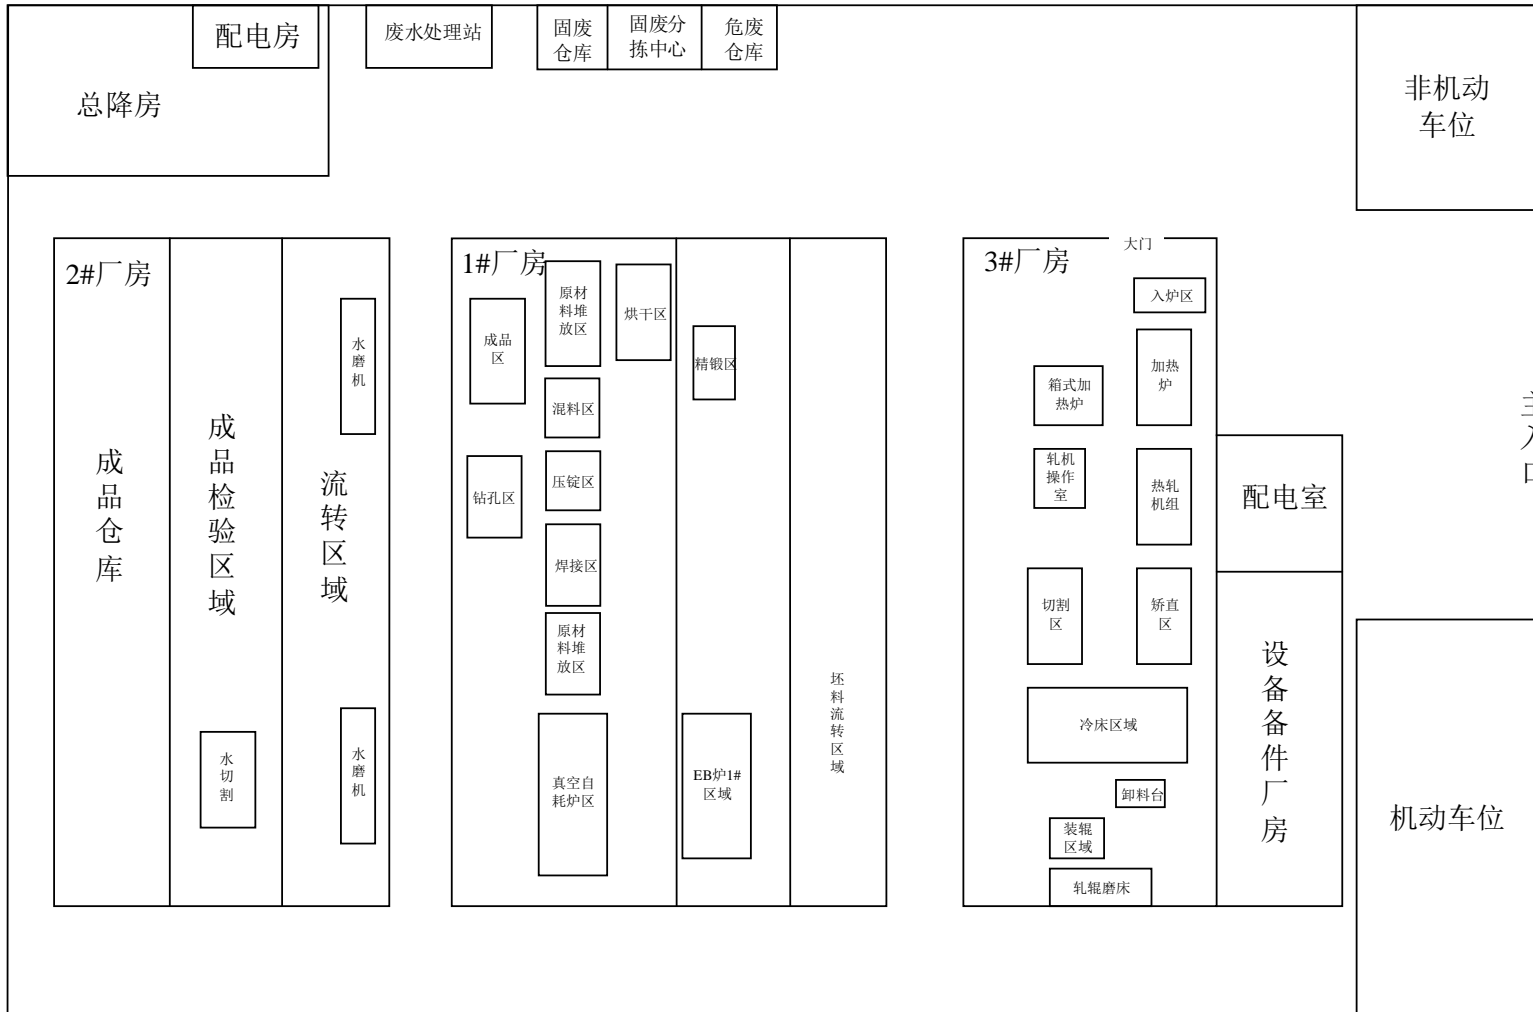 配电房
总降房
废水处理站
固废
仓库
固废分
拣中心
危废
仓库
非机动
车位
2#厂房
成品仓库
成品检验区域
水切割
流转区域
水磨机
水磨机
1#厂房
成品
区
钻孔区
原材
料堆
放区
混料区
压锭区
焊接区
原材
料堆
放区
真空自
耗炉区
烘干区
精锻区
EB炉1#
区域
坯料流转区域
3#厂房
大门
入炉区
加热
炉
箱式加
热炉
轧机
操作
室
热轧
机组
切割
区
矫直
区
冷床区域
卸料台
装辊
区域
轧辊磨床
配电室
设备备件厂房
主入口
机动车位